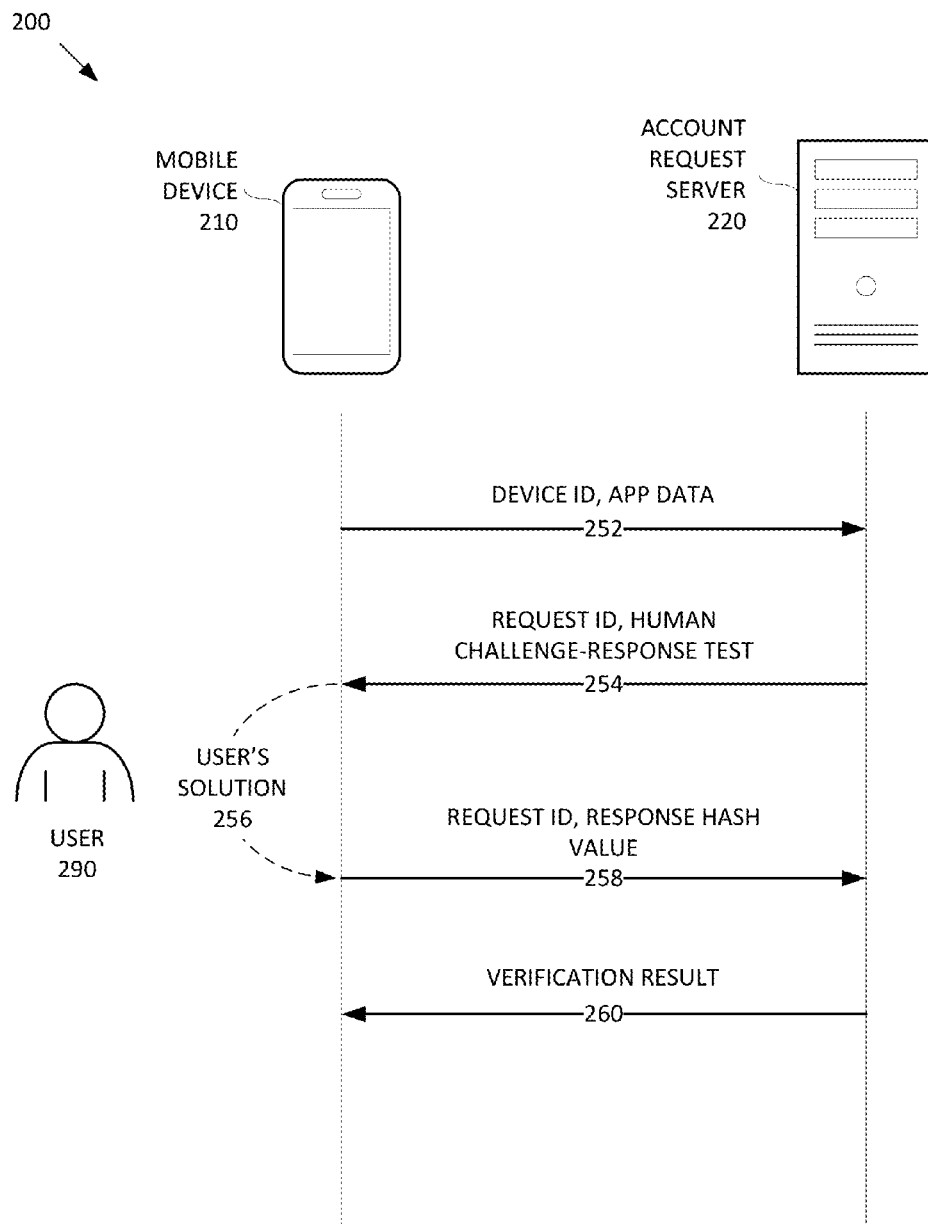 200
MOBILE
DEVICE
210
ACCOUNT
REQUEST
SERVER
220
DEVICE ID, APP DATA
252
REQUEST ID, HUMAN
CHALLENGE-RESPONSE TEST
254
USER'S
SOLUTION
256
USER
290
REQUEST ID, RESPONSE HASH
VALUE
258
VERIFICATION RESULT
260